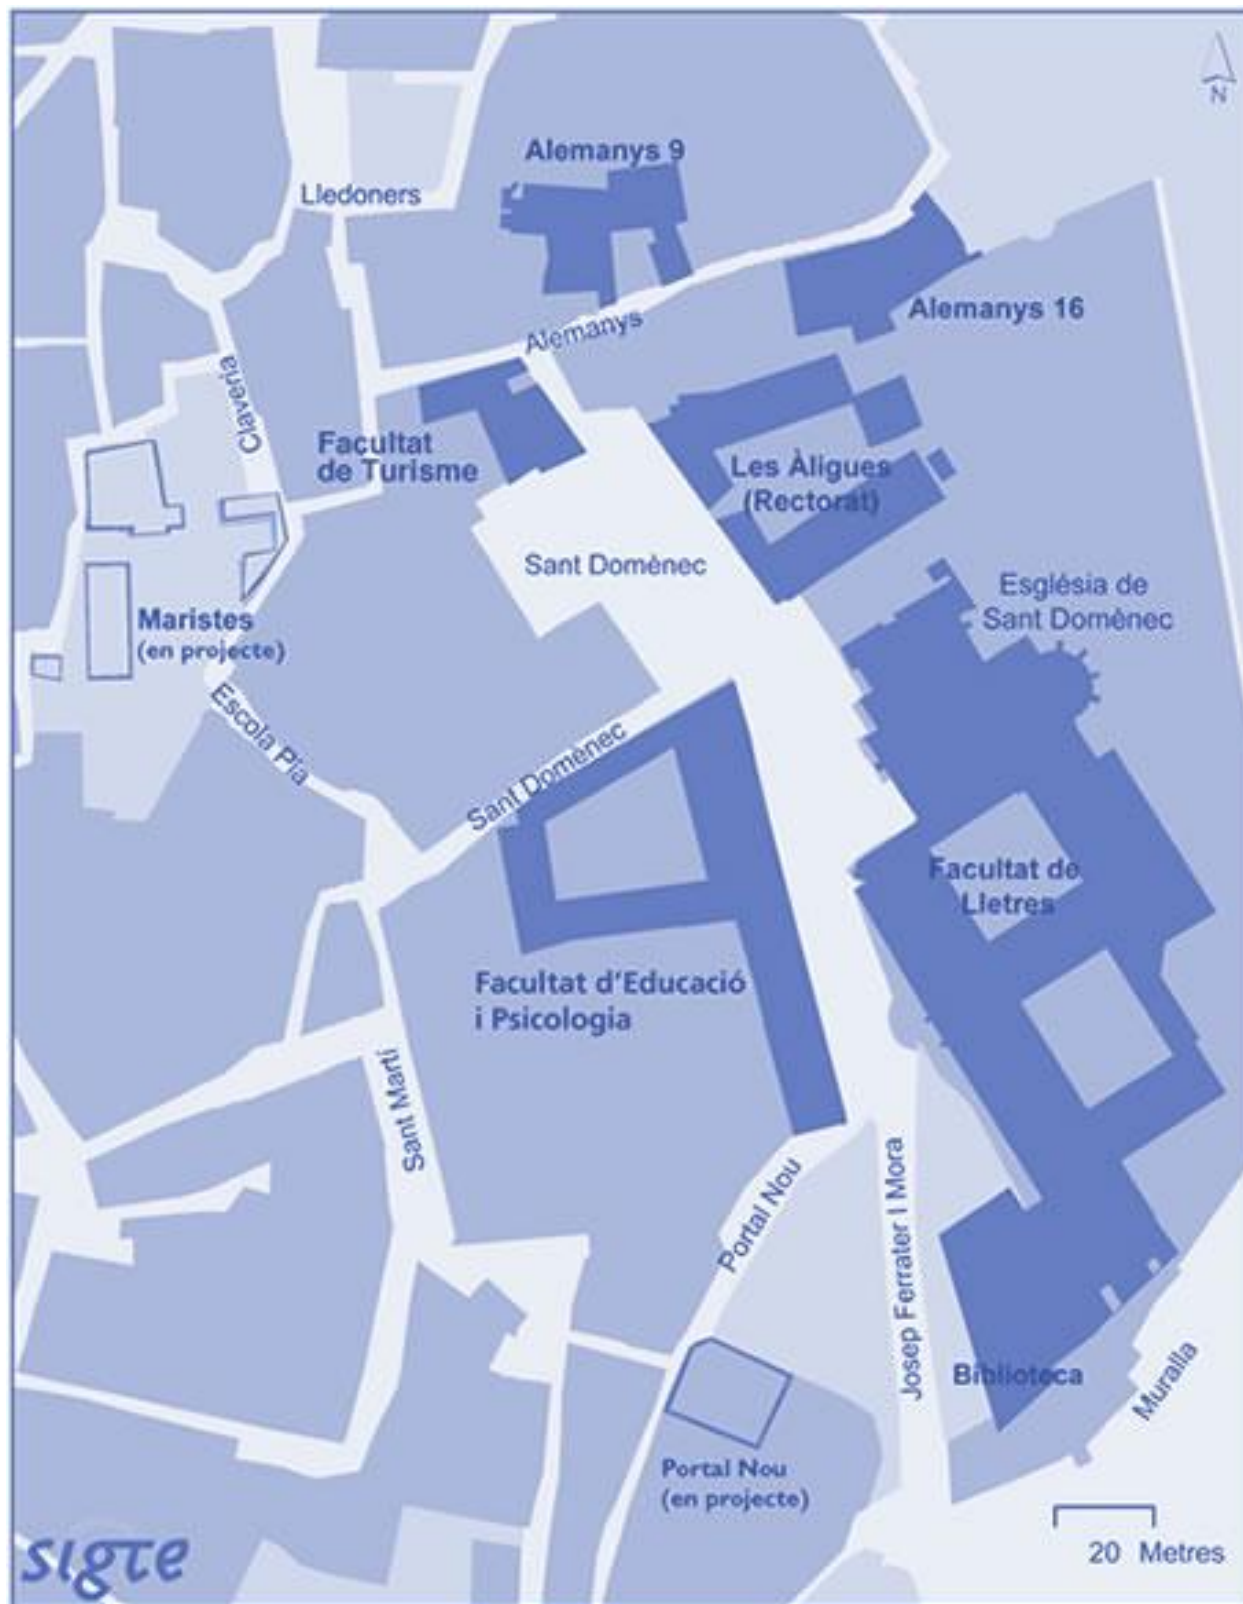 N
Alemanys 9
Lledoners
Alemanys 16
Alemanys
Claveria
Facultat
de Turisme
Les Àligues
(Rectorat)
Sant Domènec
Església de
Sant Domènec
Maristes
(en projecte)
Escola Pia
Sant Domènec
Facultat de
Lletres
Facultat d'Educació
i Psicologia
Sant Martí
Portal Nou
Josep Ferrater I Mora
Biblioteca
Muralla
Portal Nou
(en projecte)
20 Metres
sigte